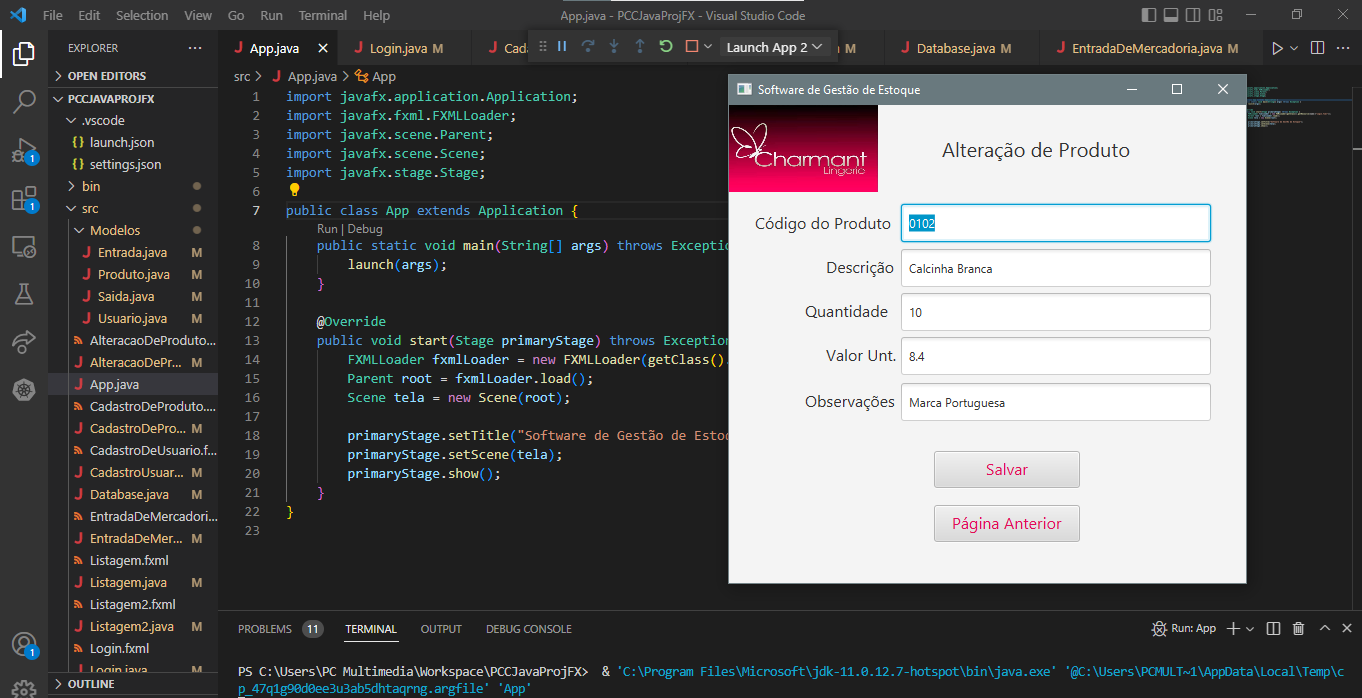 File Edit Selection View Go Run Terminal Help
App.java - PCCJavaProjFX - Visual Studio Code
EXPLORER
OPEN EDITORS
PCCJAVAPROJFX
.vscode
launch.json
settings.json
bin
src
Modelos
Entrada.java M
Produto.java M
Saida.java M
Usuario.java M
AlteracaoDeProduto...
AlteracaoDePr... M
App.java
CadastroDeProduto....
CadastroDePro... M
CadastroDeUsuario.f...
CadastroUsuar... M
Database.java M
EntradaDeMercadori...
EntradaDeMer... M
Listagem.fxml
Listagem.java M
Listagem2.fxml
Listagem2.java M
Login.fxml
Login.java M
OUTLINE
1
1
1
App.java Login.java M Cad Launch App 2 M Database.java M EntradaDeMercadoria.java M
src > App.java > App
1 import javafx.application.Application;
2 import javafx.fxml.FXMLLoader;
3 import javafx.scene.Parent;
4 import javafx.scene.Scene;
5 import javafx.stage.Stage;
6
7 public class App extends Application {
Run | Debug
8 public static void main(String[] args) throws Exceptio
9 launch(args);
10 }
11
12 @Override
13 public void start(Stage primaryStage) throws Exception
14 FXMLLoader fxmlLoader = new FXMLLoader(getClass().
15 Parent root = fxmlLoader.load();
16 Scene tela = new Scene(root);
17
18 primaryStage.setTitle("Software de Gestão de Estoq
19 primaryStage.setScene(tela);
20 primaryStage.show();
21 }
22 }
23
Software de Gestão de Estoque
Charmant
Lingerie
Alteração de Produto
Código do Produto 0102
Descrição Calcinha Branca
Quantidade 10
Valor Unt. 8.4
Observações Marca Portuguesa
Salvar
Página Anterior
PROBLEMS 11 TERMINAL OUTPUT DEBUG CONSOLE Run: App
PS C:\Users\PC Multimedia\Workspace\PCCJavaProjFX> & 'C:\Program Files\Microsoft\jdk-11.0.12.7-hotspot\bin\java.exe' '@C:\Users\PCMULT~1\AppData\Local\Temp\c
p_47q1g90d0ee3u3ab5dhtaqrng.argfile' 'App'